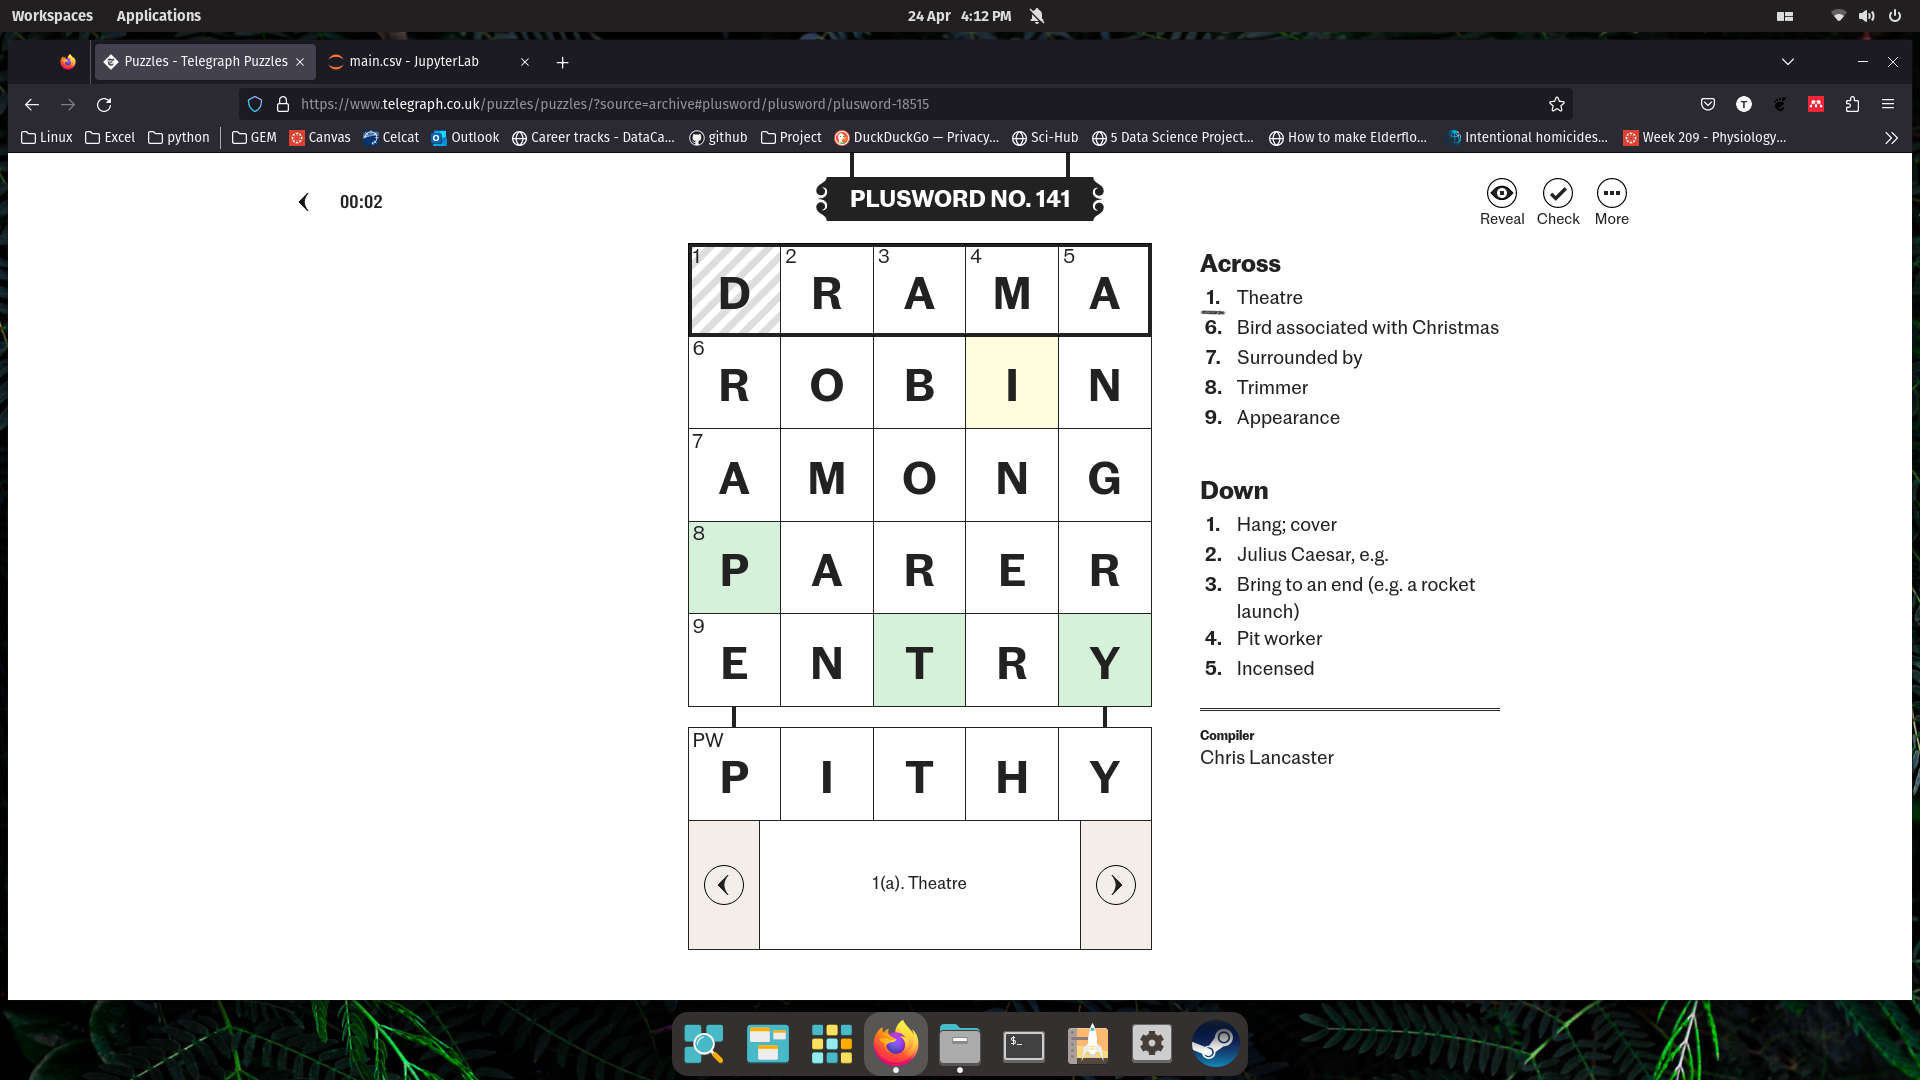 Workspaces Applications 24 Apr 4:12 PM
Puzzles - Telegraph Puzzles main.csv - JupyterLab
https://www.telegraph.co.uk/puzzles/puzzles/?source=archive#plusword/plusword/plusword-18515
Linux Excel python GEM Canvas Celcat Outlook Career tracks - DataCa... github Project DuckDuckGo — Privacy... Sci-Hub 5 Data Science Project... How to make Elderflo... Intentional homicides... Week 209 - Physiology...
00:02
PLUSWORD NO. 141
Reveal Check More
1 D 2 R 3 A 4 M 5 A
6 R O B I N
7 A M O N G
8 P A R E R
9 E N T R Y
PW P I T H Y
1(a). Theatre
Across
1. Theatre
6. Bird associated with Christmas
7. Surrounded by
8. Trimmer
9. Appearance
Down
1. Hang; cover
2. Julius Caesar, e.g.
3. Bring to an end (e.g. a rocket
launch)
4. Pit worker
5. Incensed
Compiler
Chris Lancaster